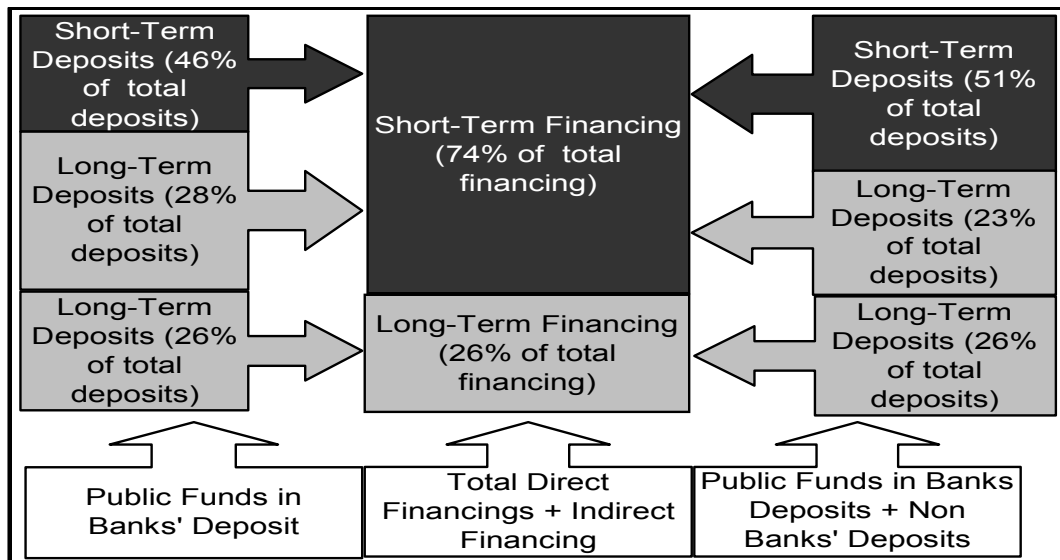 Short-Term
Deposits (46%
of  total
deposits)
Long-Term
Deposits (28%
of total
deposits)
Long-Term
Deposits (26%
of total
deposits)
Short-Term Financing
(74% of  total
financing)
Long-Term Financing
(26% of total
financing)
Short-Term
Deposits (51%
of total
deposits)
Long-Term
Deposits (23%
of total
deposits)
Long-Term
Deposits (26%
of total
deposits)
Public Funds in
Banks' Deposit
Total Direct
Financings + Indirect
Financing
Public Funds in Banks
Deposits + Non
Banks' Deposits